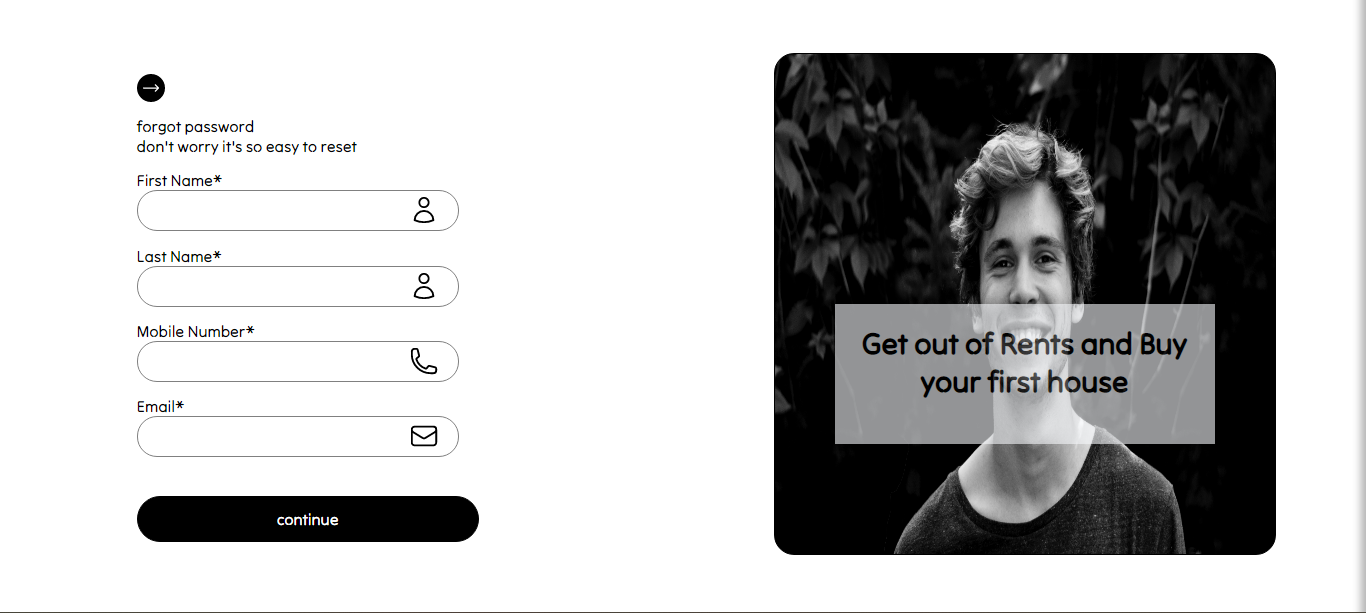 forgot password
don't worry it's so easy to reset
First Name*
Last Name*
Mobile Number*
Email*
continue
Get out of Rents and Buy
your first house